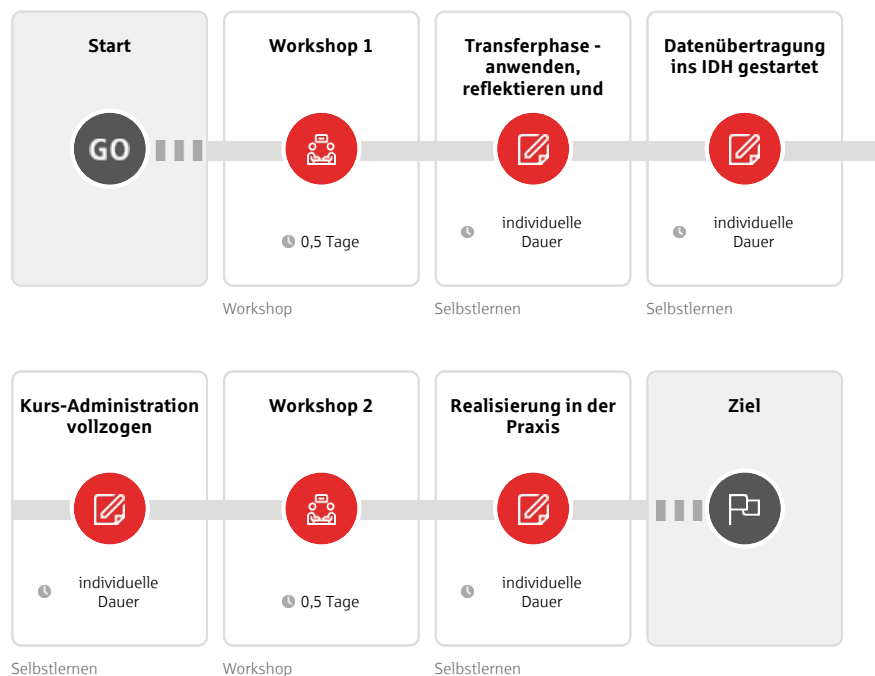 Start
GO
Workshop 1
0,5 Tage
Workshop
Transferphase -
anwenden,
reflektieren und
individuelle
Dauer
Selbstlernen
Datenübertragung
ins IDH gestartet
individuelle
Dauer
Selbstlernen
Kurs-Administration
vollzogen
individuelle
Dauer
Selbstlernen
Workshop 2
0,5 Tage
Workshop
Realisierung in der
Praxis
individuelle
Dauer
Selbstlernen
Ziel